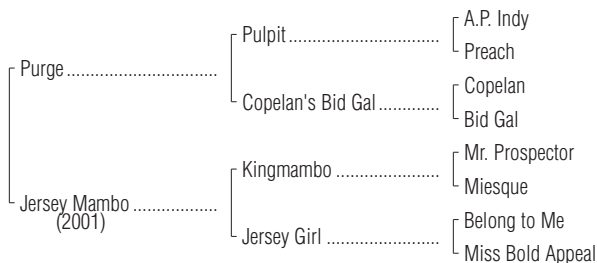 A.P. Indy
Pulpit
Preach
Purge
Copelan
Copelan's Bid Gal
Bid Gal
Mr. Prospector
Kingmambo
Miesque
Jersey Mambo
(2001)
Belong to Me
Jersey Girl
Miss Bold Appeal